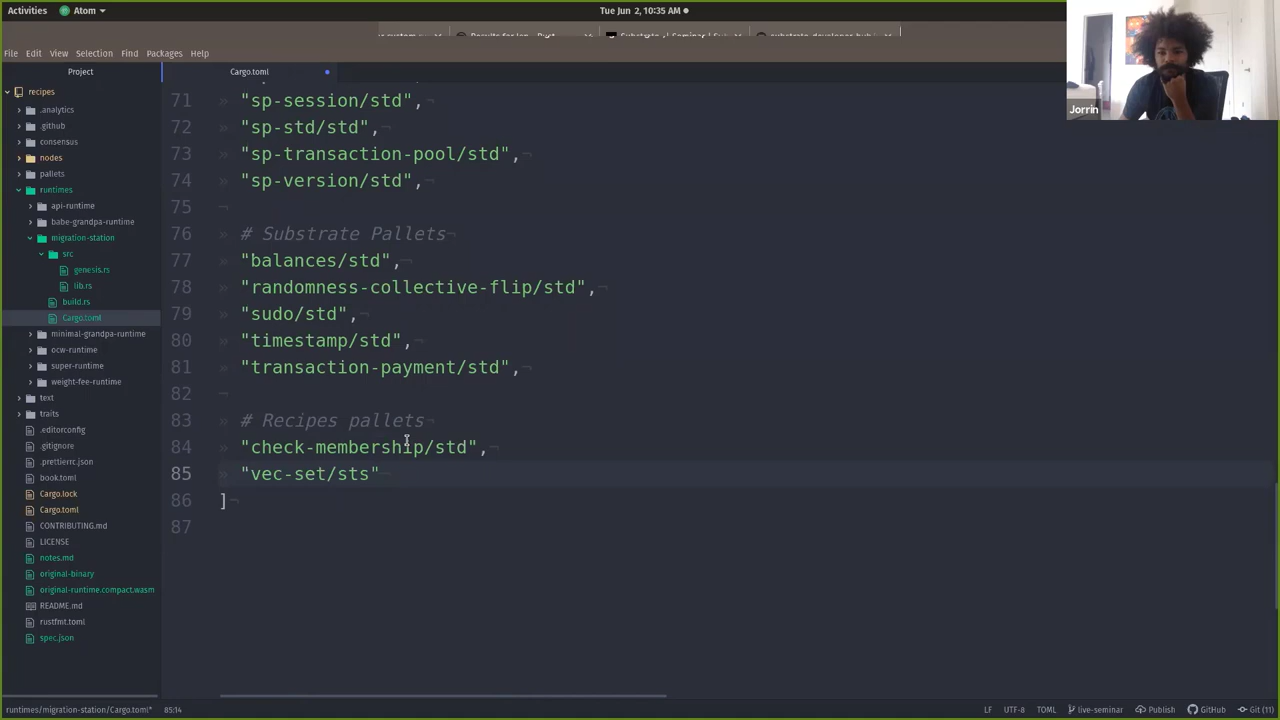 Activities
Atom
Tue Jun 2, 10:35 AM
File Edit View Selection Find Packages Help
Jorrin
Project
Cargo.toml
recipes
.analytics
.github
consensus
nodes
pallets
runtimes
api-runtime
babe-grandpa-runtime
migration-station
src
genesis.rs
lib.rs
build.rs
Cargo.toml
minimal-grandpa-runtime
ocw-runtime
super-runtime
weight-fee-runtime
text
traits
.editorconfig
.gitignore
.prettierrc.json
book.toml
Cargo.lock
Cargo.toml
CONTRIBUTING.md
LICENSE
notes.md
original-binary
original-runtime.compact.wasm
README.md
rustfmt.toml
spec.json
71 "sp-session/std",
72 "sp-std/std",
73 "sp-transaction-pool/std",
74 "sp-version/std",
75
76 # Substrate Pallets
77 "balances/std",
78 "randomness-collective-flip/std",
79 "sudo/std",
80 "timestamp/std",
81 "transaction-payment/std",
82
83 # Recipes pallets
84 "check-membership/std",
85 "vec-set/sts"
86 ]
87
runtimes/migration-station/Cargo.toml* 85:14
LF UTF-8 TOML live-seminar Publish GitHub Git (11)